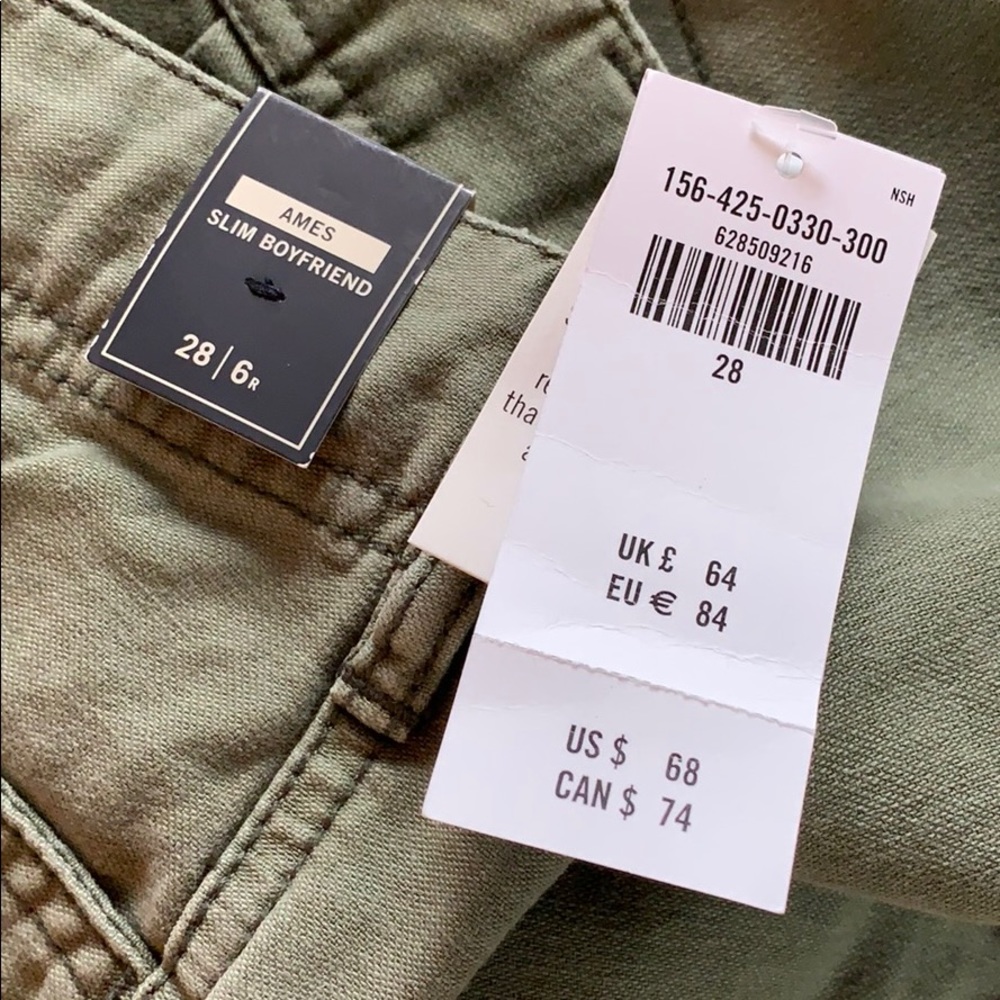 AMES
SLIM BOYFRIEND
28|6R
NSH
156-425-0330-300
628509216
28
UK £ 64
EU € 84
US $ 68
CAN $ 74